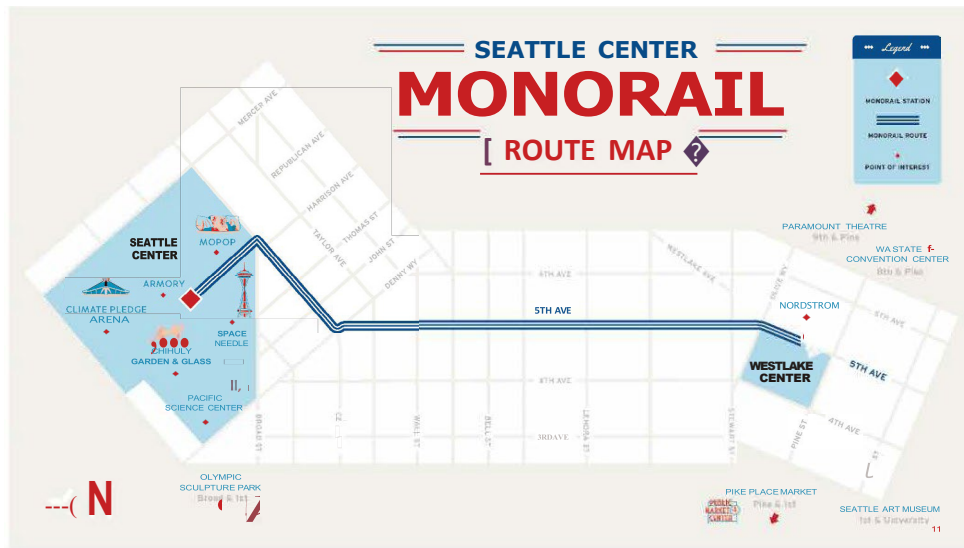 SEATTLE CENTER
MONORAIL
[ ROUTE MAP
Legend
MONORAIL STATION
MONORAIL ROUTE
POINT OF INTEREST
MERCER AVE
REPUBLICAN AVE
HARRISON AVE
THOMAS ST
TAYLOR AVE
JOHN ST
DENNY WY
SEATTLE
CENTER
MOPOP
ARMORY
CLIMATE PLEDGE
ARENA
SPACE
NEEDLE
CHIHULY
GARDEN & GLASS
PACIFIC
SCIENCE CENTER
PARAMOUNT THEATRE
9th & Pine
WA STATE f-
CONVENTION CENTER
8th & Pike
WESTLAKE AVE
OLIVE WY
6TH AVE
NORDSTROM
5TH AVE
5TH AVE
WESTLAKE
CENTER
5TH AVE
4TH AVE
4TH AVE
3RDAVE
BROAD ST
WALL ST
BELL ST
LENORA ST
STEWART ST
PINE ST
ST
OLYMPIC
SCULPTURE PARK
Broad & 1st
---( N
PIKE PLACE MARKET
Pike & 1st
PUBLIC
MARKET
CENTER
SEATTLE ART MUSEUM
1st & University
11